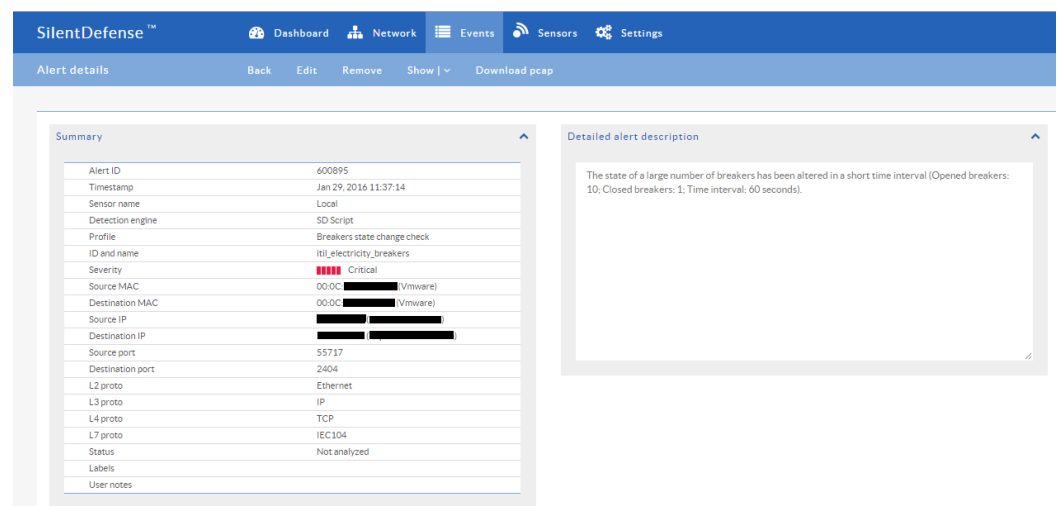 SilentDefense™ Dashboard Network Events Sensors Settings
Alert details Back Edit Remove Show | Download pcap
Summary
Alert ID 600895
Timestamp Jan 29, 2016 11:37:14
Sensor name Local
Detection engine SD Script
Profile Breakers state change check
ID and name itil_electricity_breakers
Severity Critical
Source MAC 00:0C: (Vmware)
Destination MAC 00:0C: (Vmware)
Source IP ( )
Destination IP ( )
Source port 55717
Destination port 2404
L2 proto Ethernet
L3 proto IP
L4 proto TCP
L7 proto IEC104
Status Not analyzed
Labels
User notes
Detailed alert description
The state of a large number of breakers has been altered in a short time interval (Opened breakers:
10; Closed breakers: 1; Time interval: 60 seconds).